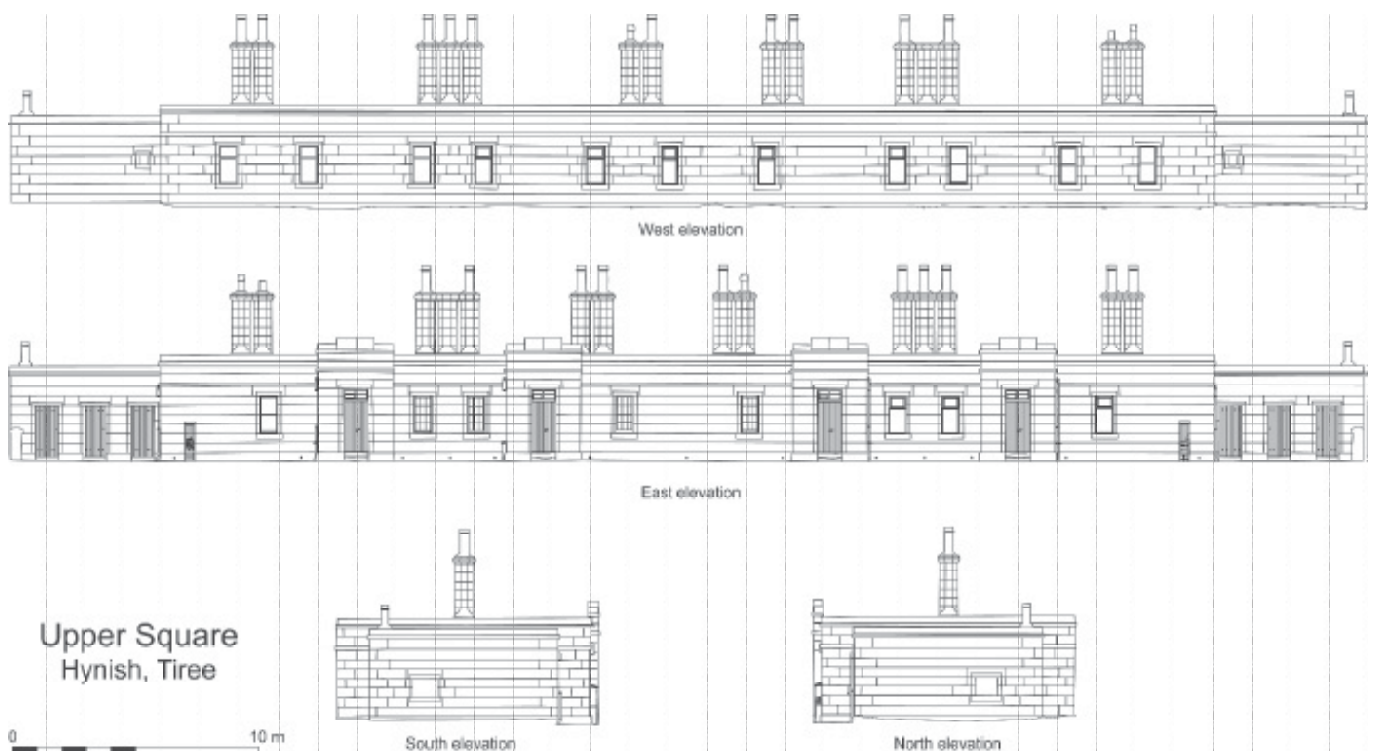 West elevation
East elevation
Upper Square
Hynish, Tiree
0 10 m
South elevation
North elevation